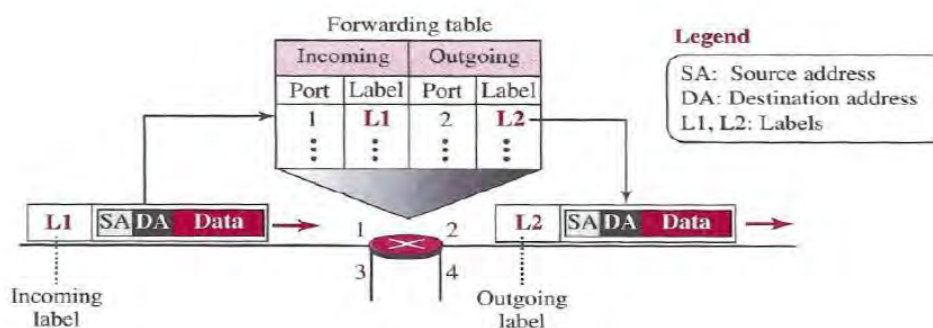 Forwarding table
Incoming Outgoing
Port Label Port Label
1 L1 2 L2
Legend
SA: Source address
DA: Destination address
L1, L2: Labels
L1 SA DA Data
1 2
3 4
L2 SA DA Data
Incoming
label
Outgoing
label